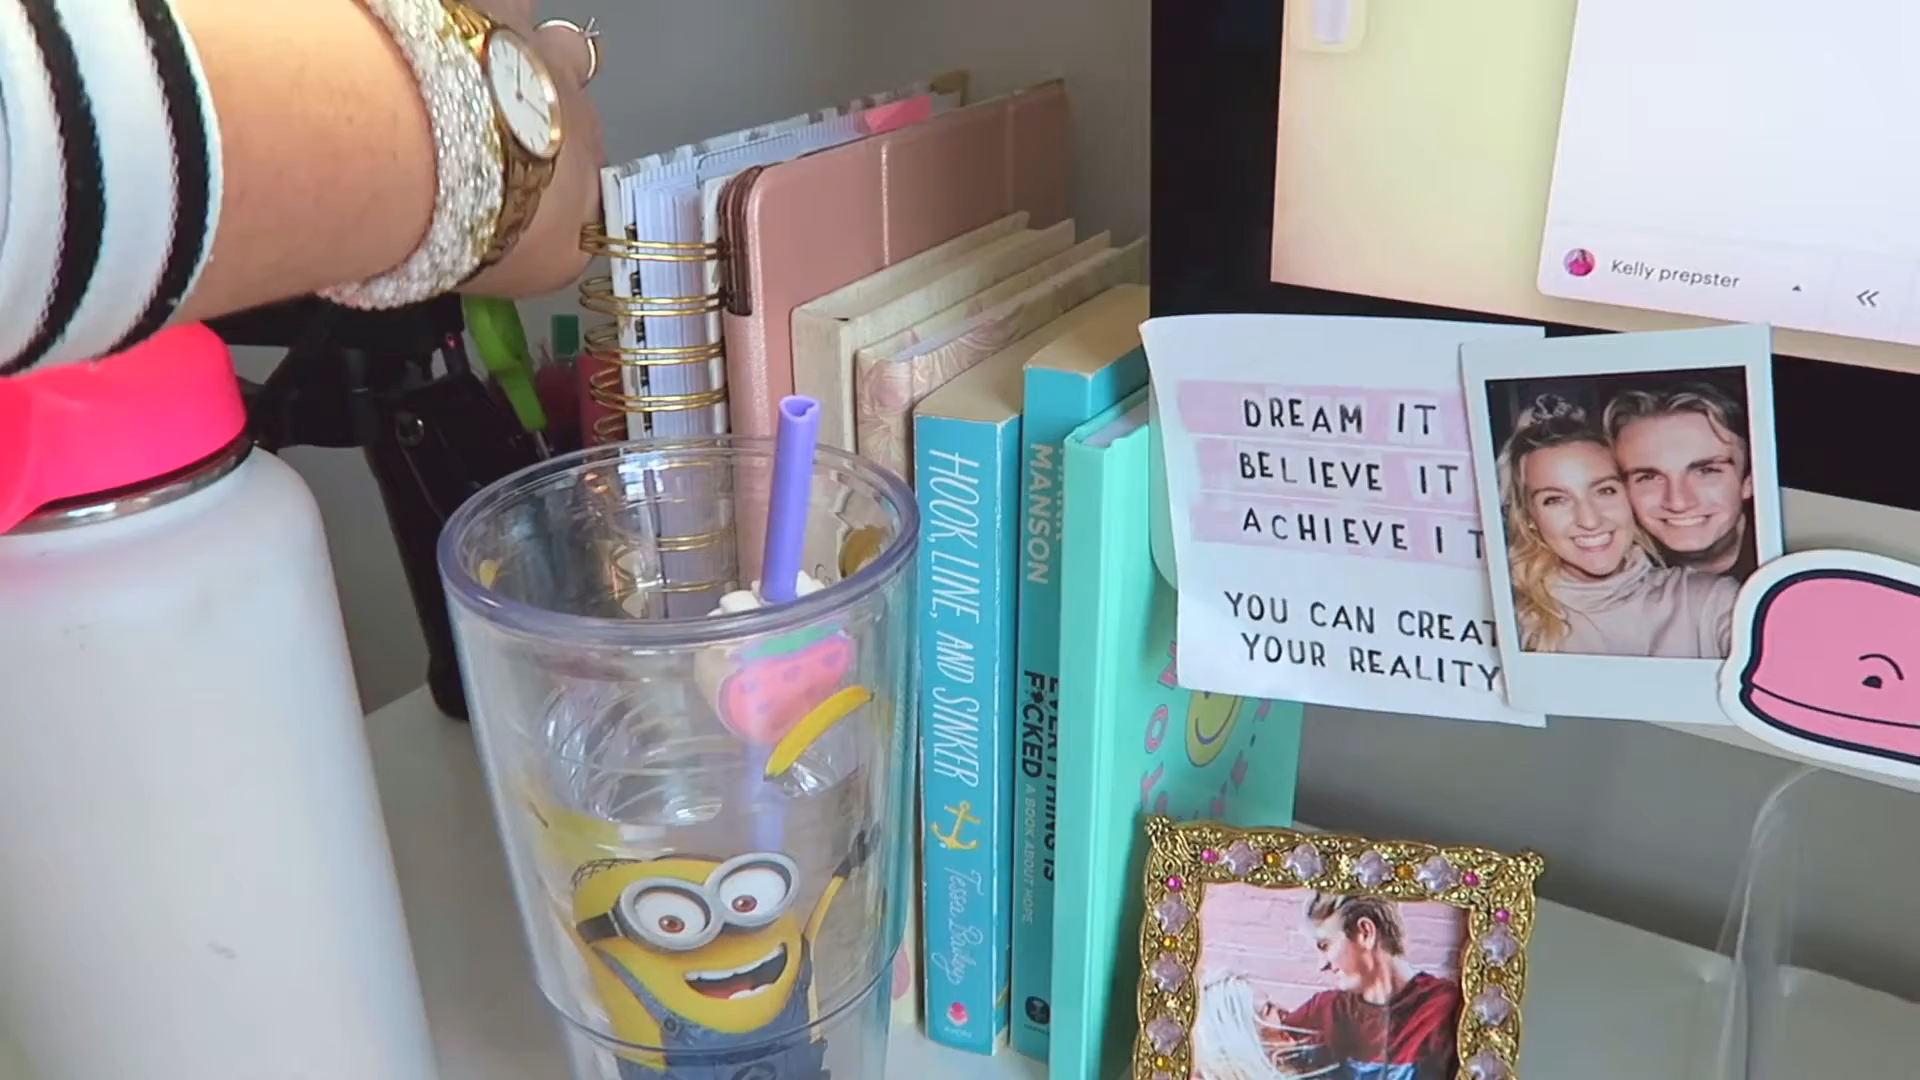 Kelly prepster
DREAM IT
BELIEVE IT
ACHIEVE IT
YOU CAN CREAT
YOUR REALITY
HOOK, LINE, AND SINKER
Tessa Bailey
AVON
MANSON
EVERYTHING IS
F*CKED
A BOOK ABOUT HOPE